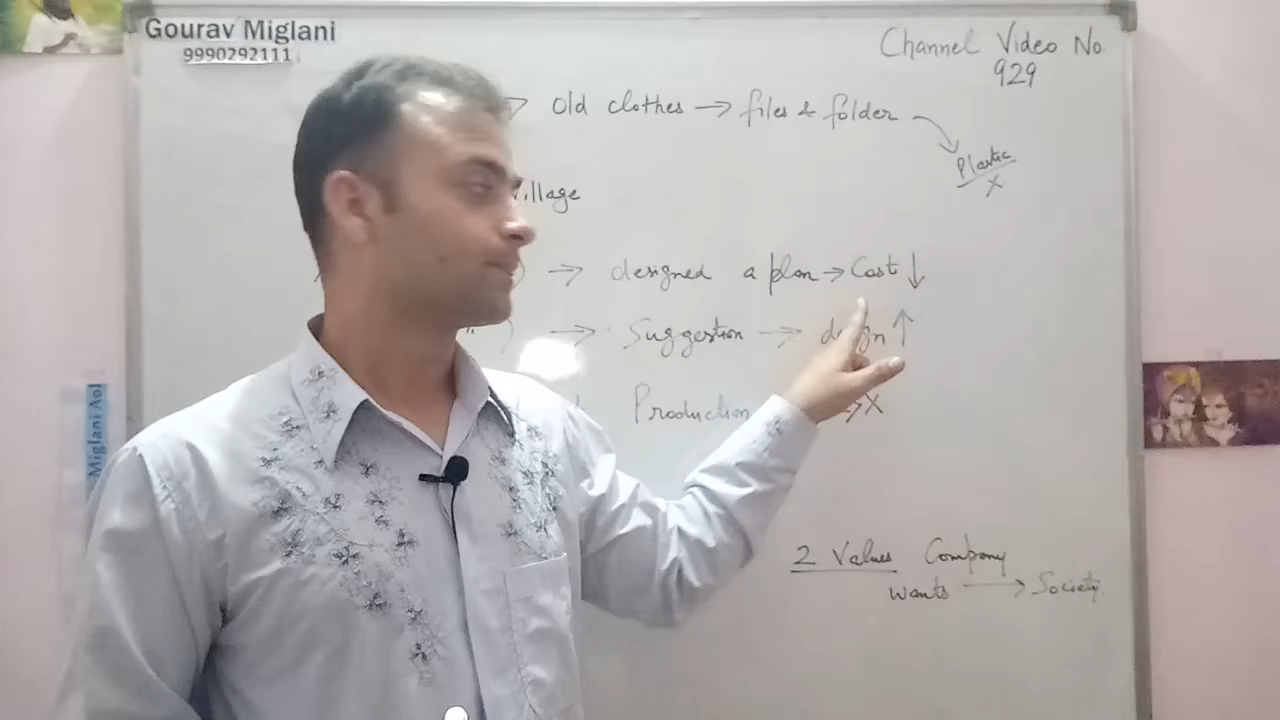 Gourav Miglani
9990292111
Channel Video No
929
Old clothes → files & folder
Plastic
X
illage
) → designed a plan → Cost ↓
" ) → Suggestion → design ↑
Production → X
2 Values Company
wants → Society.
Miglani AoI